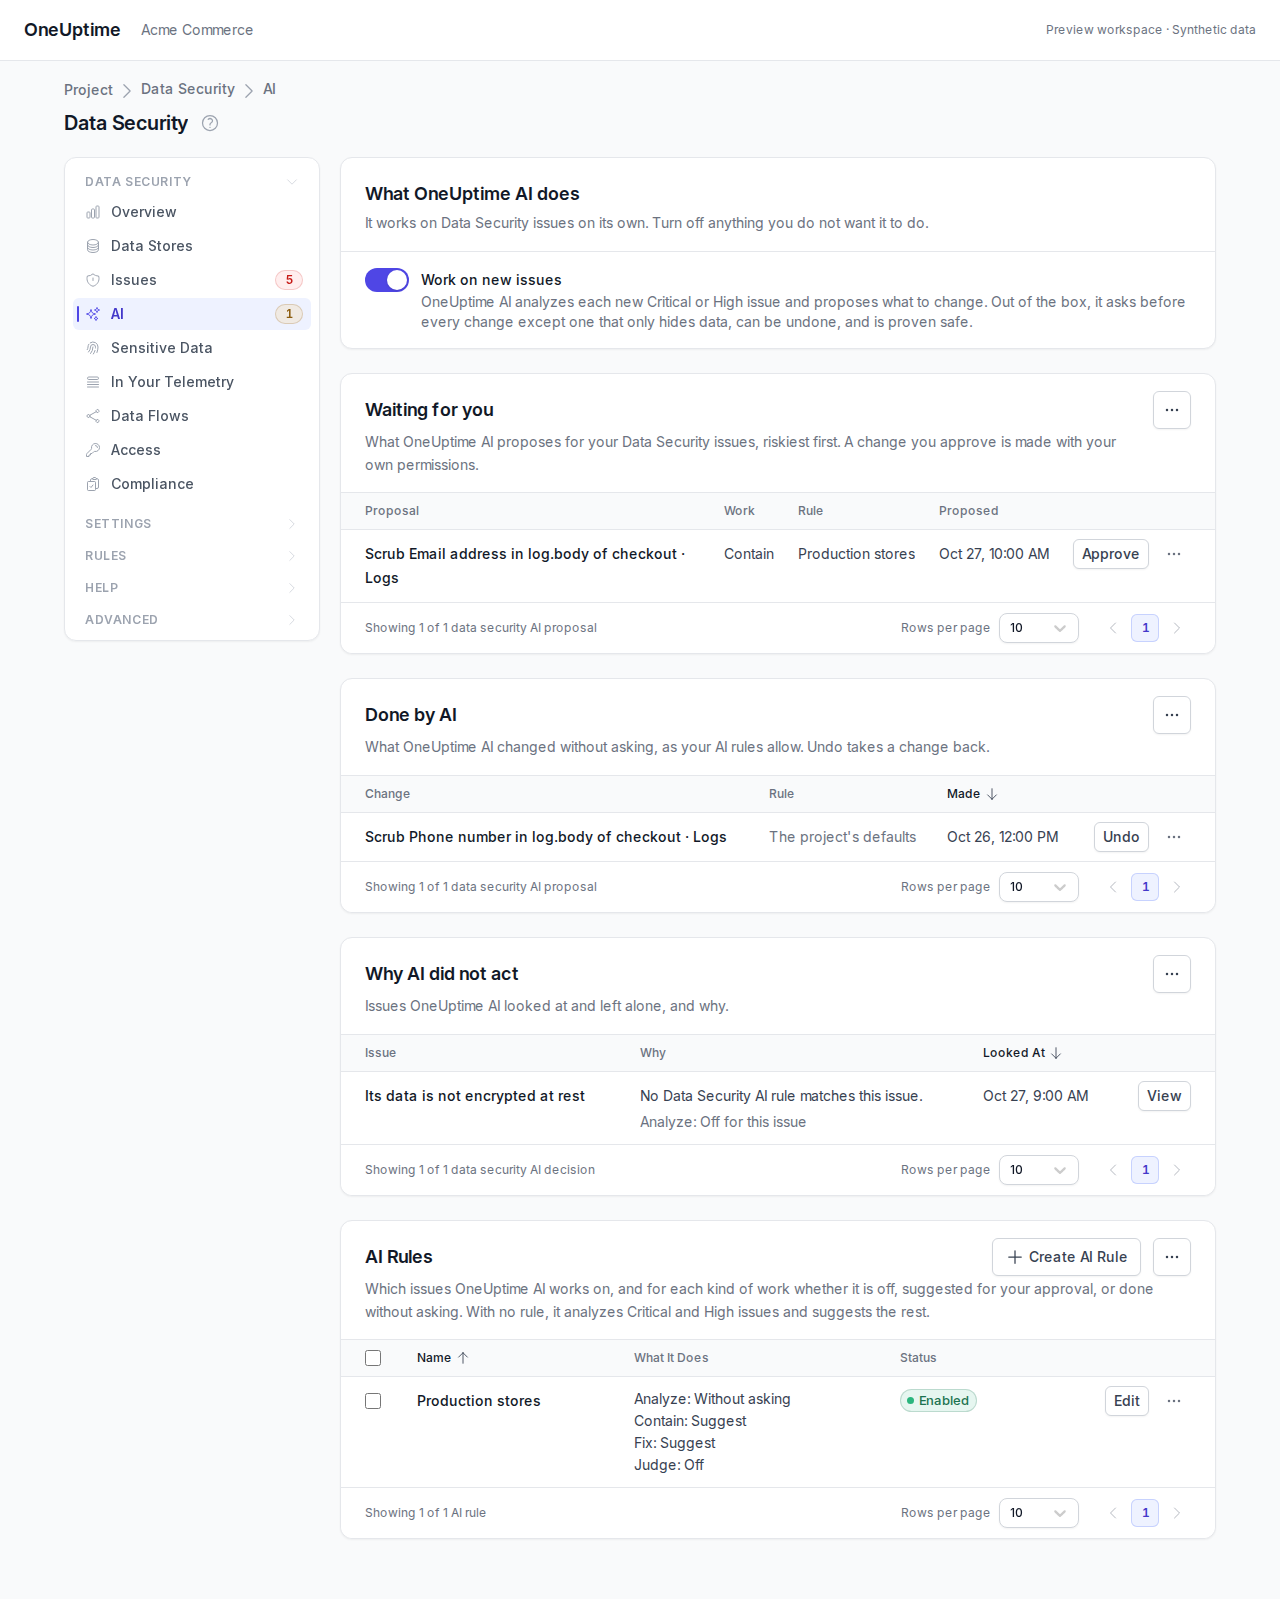 OneUptime
Acme Commerce
Preview workspace · Synthetic data
Project
Data Security
AI
Data Security
DATA SECURITY
Overview
Data Stores
Issues
5
AI
1
Sensitive Data
In Your Telemetry
Data Flows
Access
Compliance
SETTINGS
RULES
HELP
ADVANCED
What OneUptime AI does
It works on Data Security issues on its own. Turn off anything you do not want it to do.
Work on new issues
OneUptime AI analyzes each new Critical or High issue and proposes what to change. Out of the box, it asks before
every change except one that only hides data, can be undone, and is proven safe.
Waiting for you
What OneUptime AI proposes for your Data Security issues, riskiest first. A change you approve is made with your
own permissions.
Proposal Work Rule Proposed
Scrub Email address in log.body of checkout · Contain Production stores Oct 27, 10:00 AM Approve
Logs
Showing 1 of 1 data security AI proposal Rows per page 10 1
Done by AI
What OneUptime AI changed without asking, as your AI rules allow. Undo takes a change back.
Change Rule Made
Scrub Phone number in log.body of checkout · Logs The project's defaults Oct 26, 12:00 PM Undo
Showing 1 of 1 data security AI proposal Rows per page 10 1
Why AI did not act
Issues OneUptime AI looked at and left alone, and why.
Issue Why Looked At
Its data is not encrypted at rest No Data Security AI rule matches this issue. Oct 27, 9:00 AM View
Analyze: Off for this issue
Showing 1 of 1 data security AI decision Rows per page 10 1
AI Rules
Create AI Rule
Which issues OneUptime AI works on, and for each kind of work whether it is off, suggested for your approval, or done
without asking. With no rule, it analyzes Critical and High issues and suggests the rest.
Name What It Does Status
Production stores Analyze: Without asking Enabled Edit
Contain: Suggest
Fix: Suggest
Judge: Off
Showing 1 of 1 AI rule Rows per page 10 1